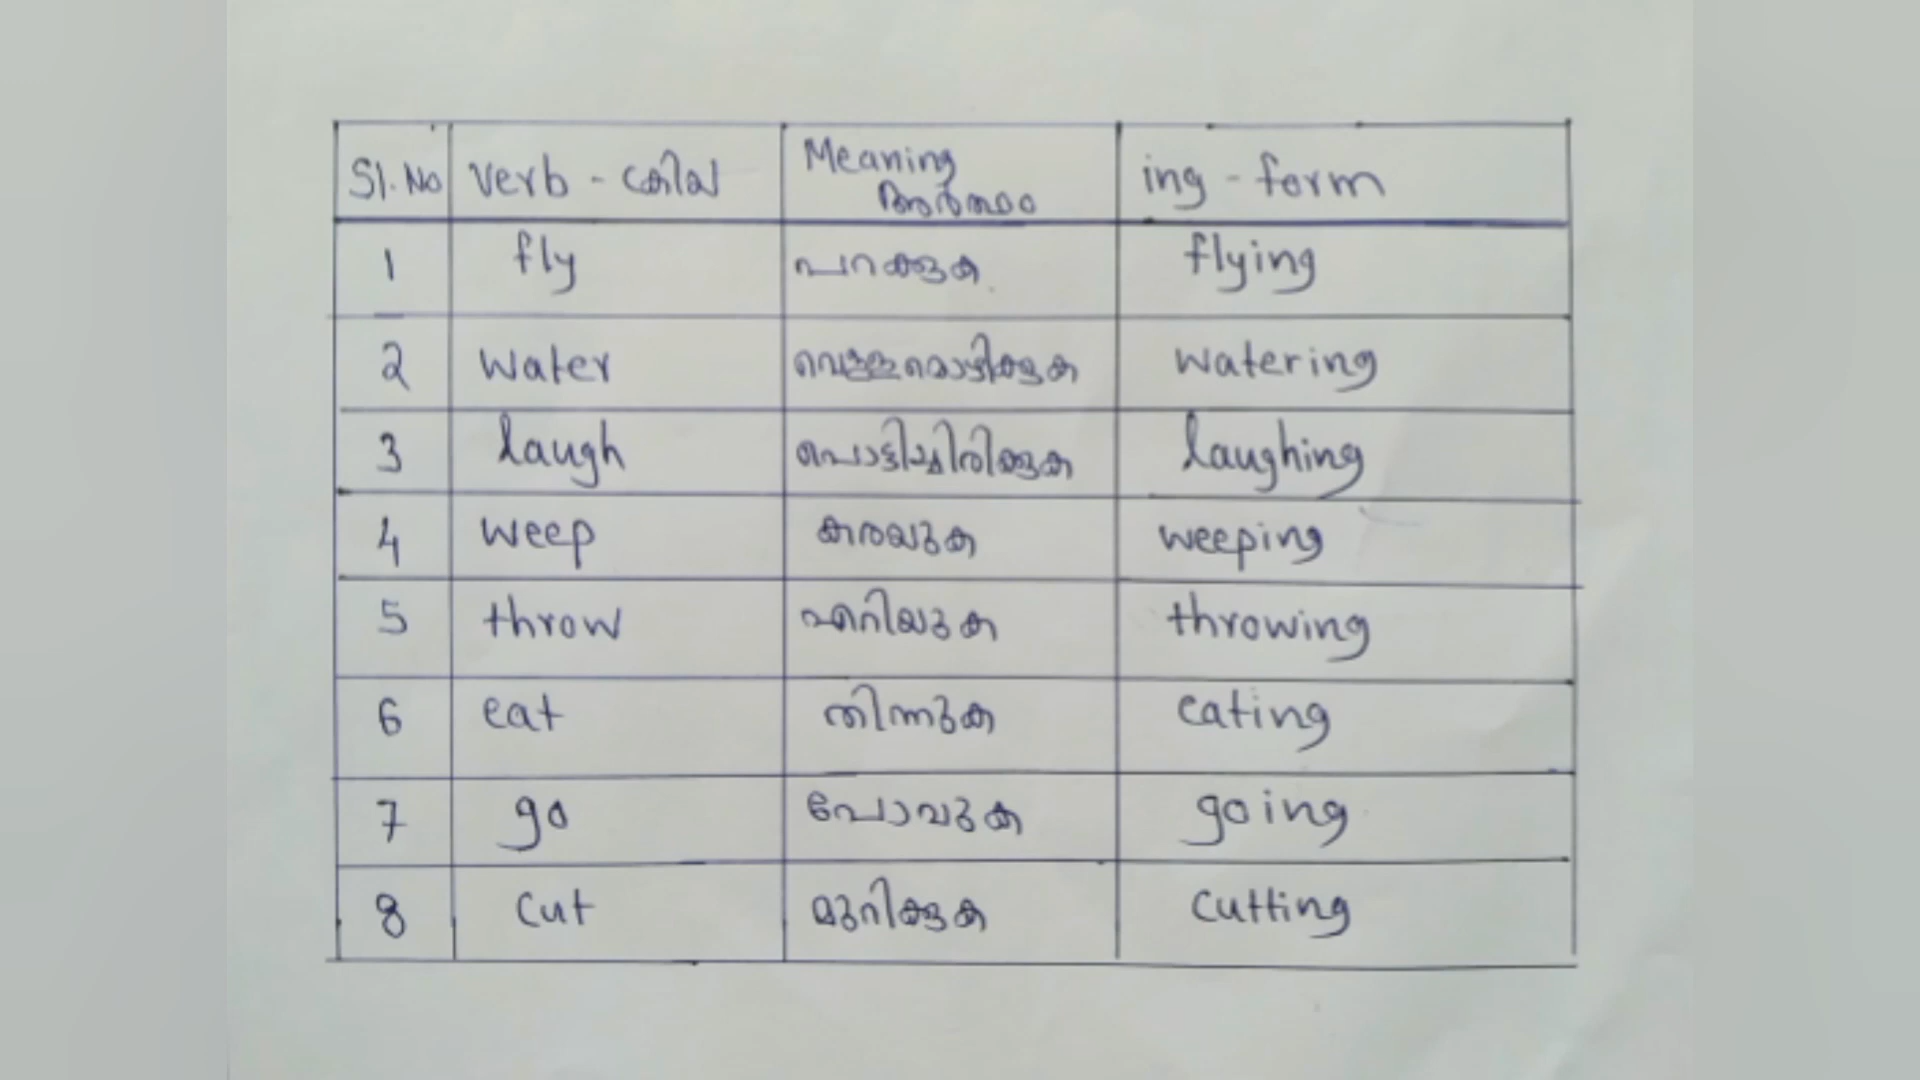 Sl. No verb - ക്രിയ Meaning അർത്ഥം ing - form
1 fly പറക്കുക flying
2 water വെള്ളമൊഴിക്കുക watering
3 laugh പൊട്ടിച്ചിരിക്കുക laughing
4 weep കരയുക weeping
5 throw എറിയുക throwing
6 eat തിന്നുക eating
7 go പോവുക going
8 cut മുറിക്കുക cutting